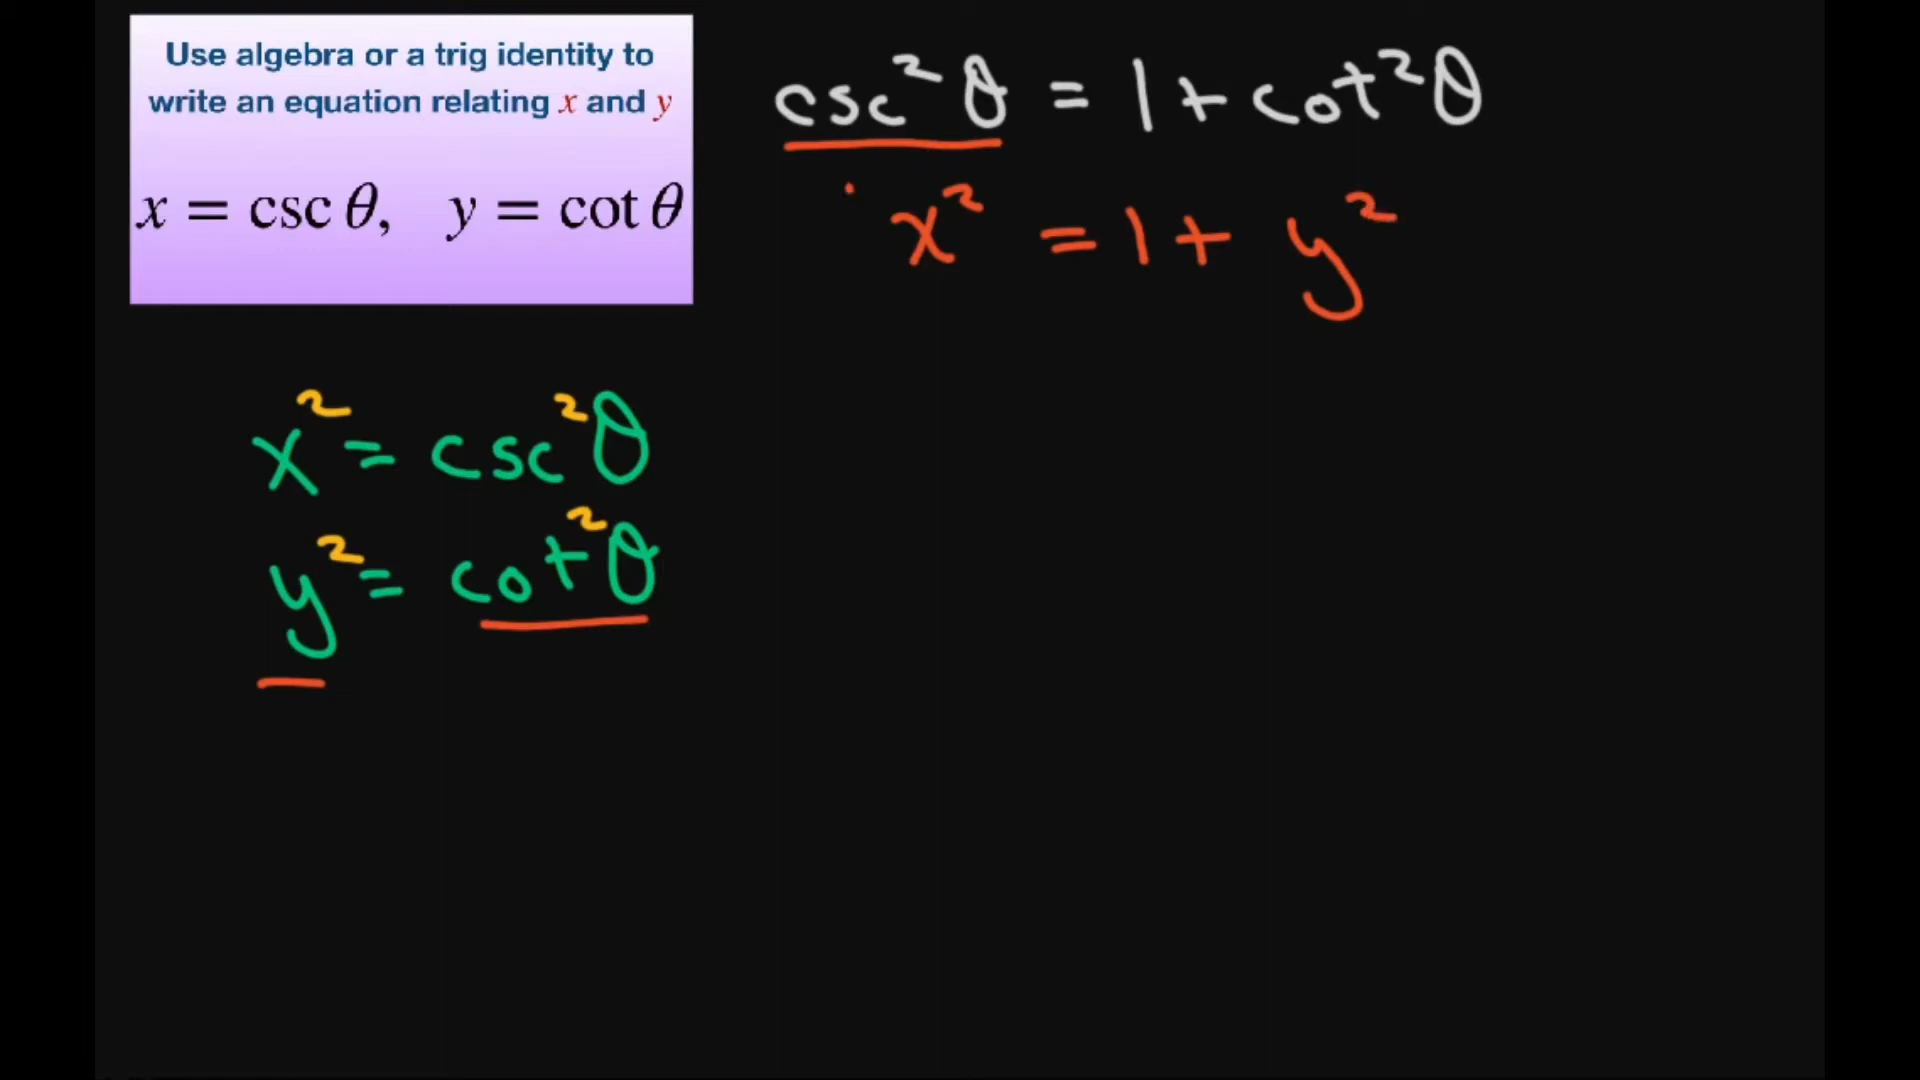 Use algebra or a trig identity to
write an equation relating x and y
x = csc θ, y = cot θ
csc²θ = 1 + cot²θ
x² = 1 + y²
x² = csc²θ
y² = cot²θ